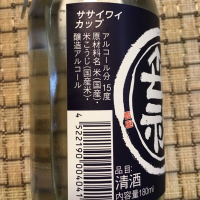 ササイワイ
カップ
アルコール分 15度
原材料名 米(国産)・
米こうじ(国産米)・
醸造アルコール
4522190004041
品目:
清酒
内容量180ml